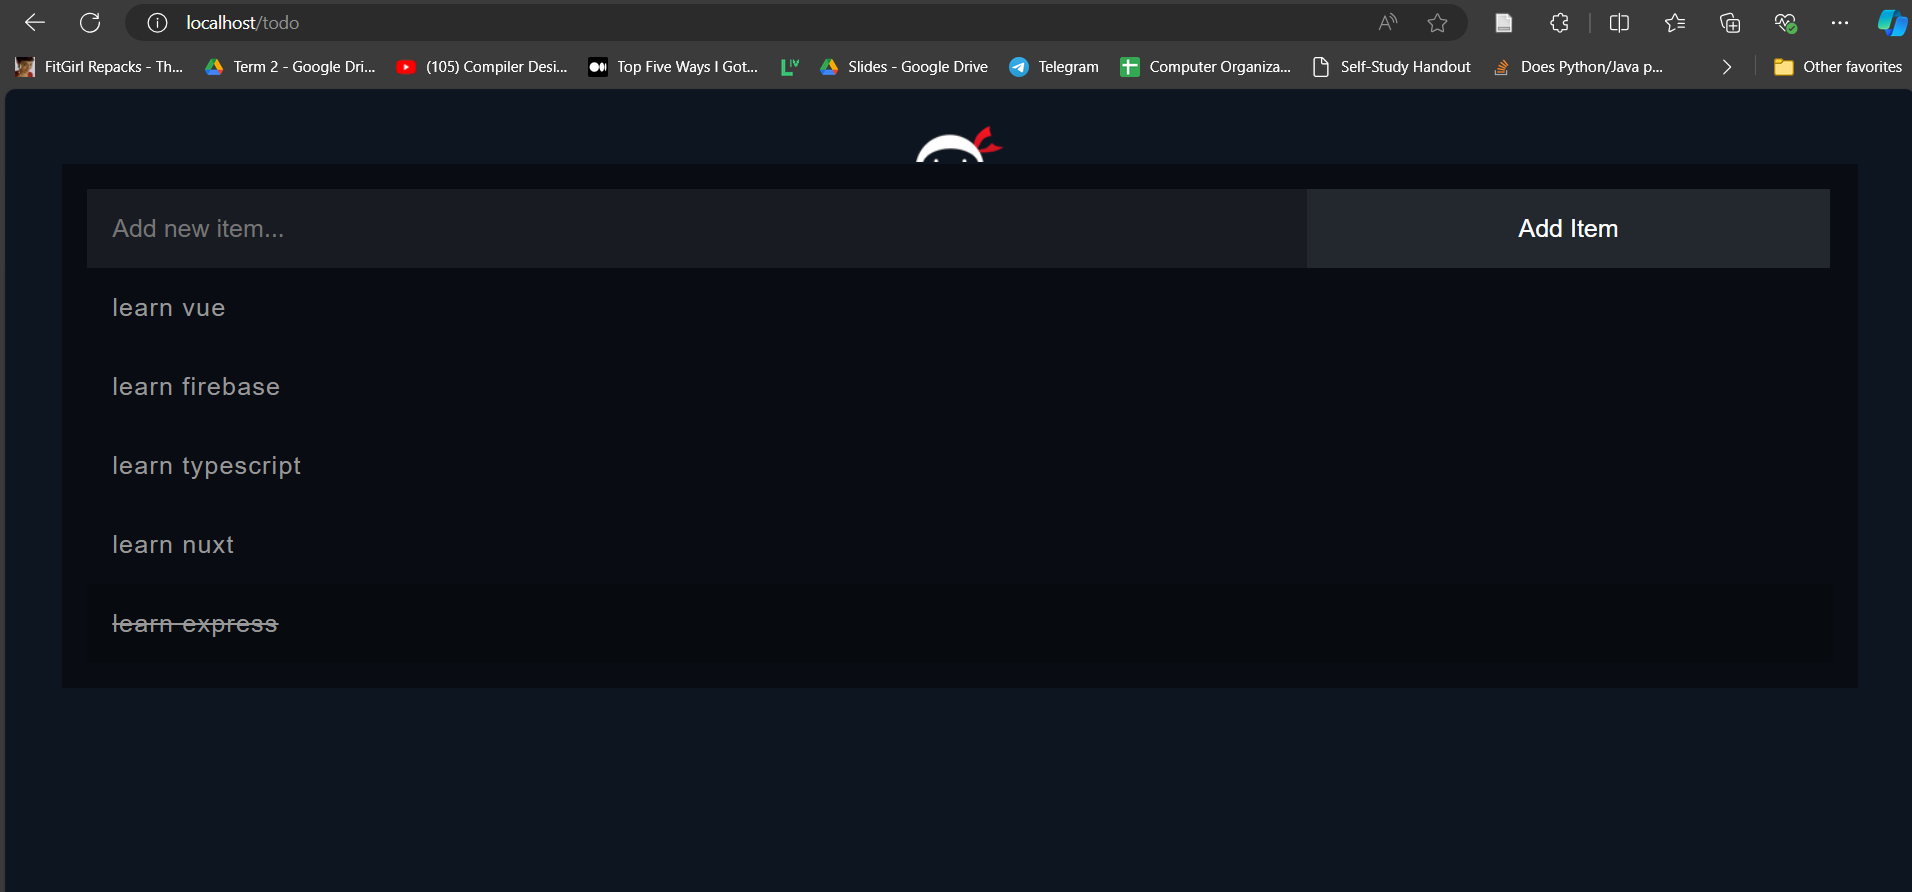 localhost/todo
FitGirl Repacks - Th...
Term 2 - Google Dri...
(105) Compiler Desi...
Top Five Ways I Got...
Slides - Google Drive
Telegram
Computer Organiza...
Self-Study Handout
Does Python/Java p...
Other favorites
Add new item...
Add Item
learn vue
learn firebase
learn typescript
learn nuxt
learn express